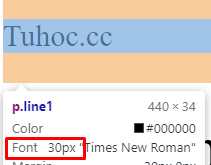 Tuhoc.cc
p.line1 440 × 34
Color #000000
Font 30px "Times New Roman"